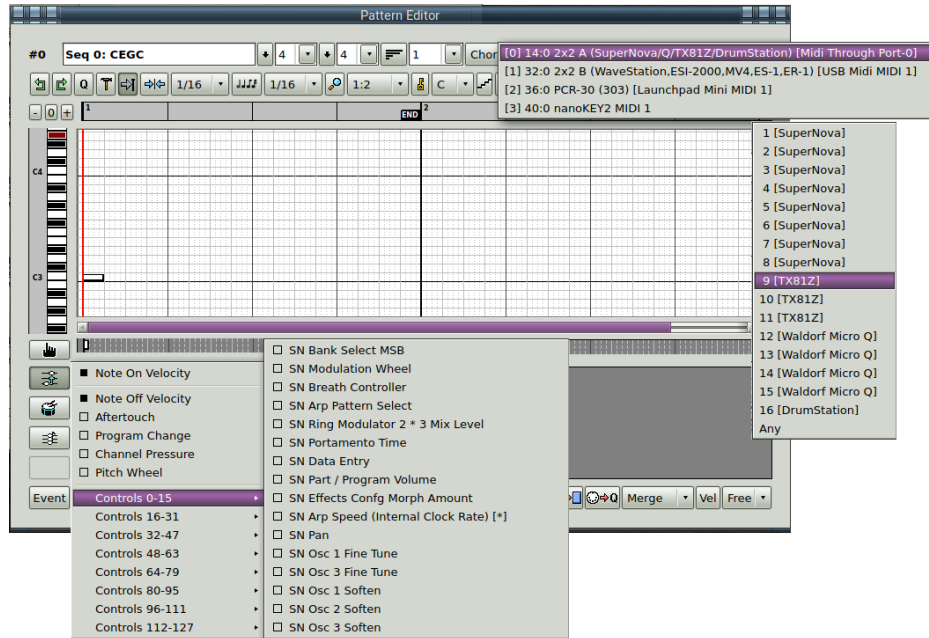 Pattern Editor
#0 Seq 0: CEGC 4 4 1 Chor
[0] 14:0 2x2 A (SuperNova/Q/TX81Z/DrumStation) [Midi Through Port-0]
[1] 32:0 2x2 B (WaveStation,ESI-2000,MV4,ES-1,ER-1) [USB Midi MIDI 1]
[2] 36:0 PCR-30 (303) [Launchpad Mini MIDI 1]
[3] 40:0 nanoKEY2 MIDI 1
Q T 1/16 1/16 1:2 C
- 0 + 1 END 2
C4
C3
1 [SuperNova]
2 [SuperNova]
3 [SuperNova]
4 [SuperNova]
5 [SuperNova]
6 [SuperNova]
7 [SuperNova]
8 [SuperNova]
9 [TX81Z]
10 [TX81Z]
11 [TX81Z]
12 [Waldorf Micro Q]
13 [Waldorf Micro Q]
14 [Waldorf Micro Q]
15 [Waldorf Micro Q]
16 [DrumStation]
Any
Note On Velocity
Note Off Velocity
Aftertouch
Program Change
Channel Pressure
Pitch Wheel
Controls 0-15
Controls 16-31
Controls 32-47
Controls 48-63
Controls 64-79
Controls 80-95
Controls 96-111
Controls 112-127
SN Bank Select MSB
SN Modulation Wheel
SN Breath Controller
SN Arp Pattern Select
SN Ring Modulator 2 * 3 Mix Level
SN Portamento Time
SN Data Entry
SN Part / Program Volume
SN Effects Confg Morph Amount
SN Arp Speed (Internal Clock Rate) [*]
SN Pan
SN Osc 1 Fine Tune
SN Osc 3 Fine Tune
SN Osc 1 Soften
SN Osc 2 Soften
SN Osc 3 Soften
Event
Q Merge Vel Free